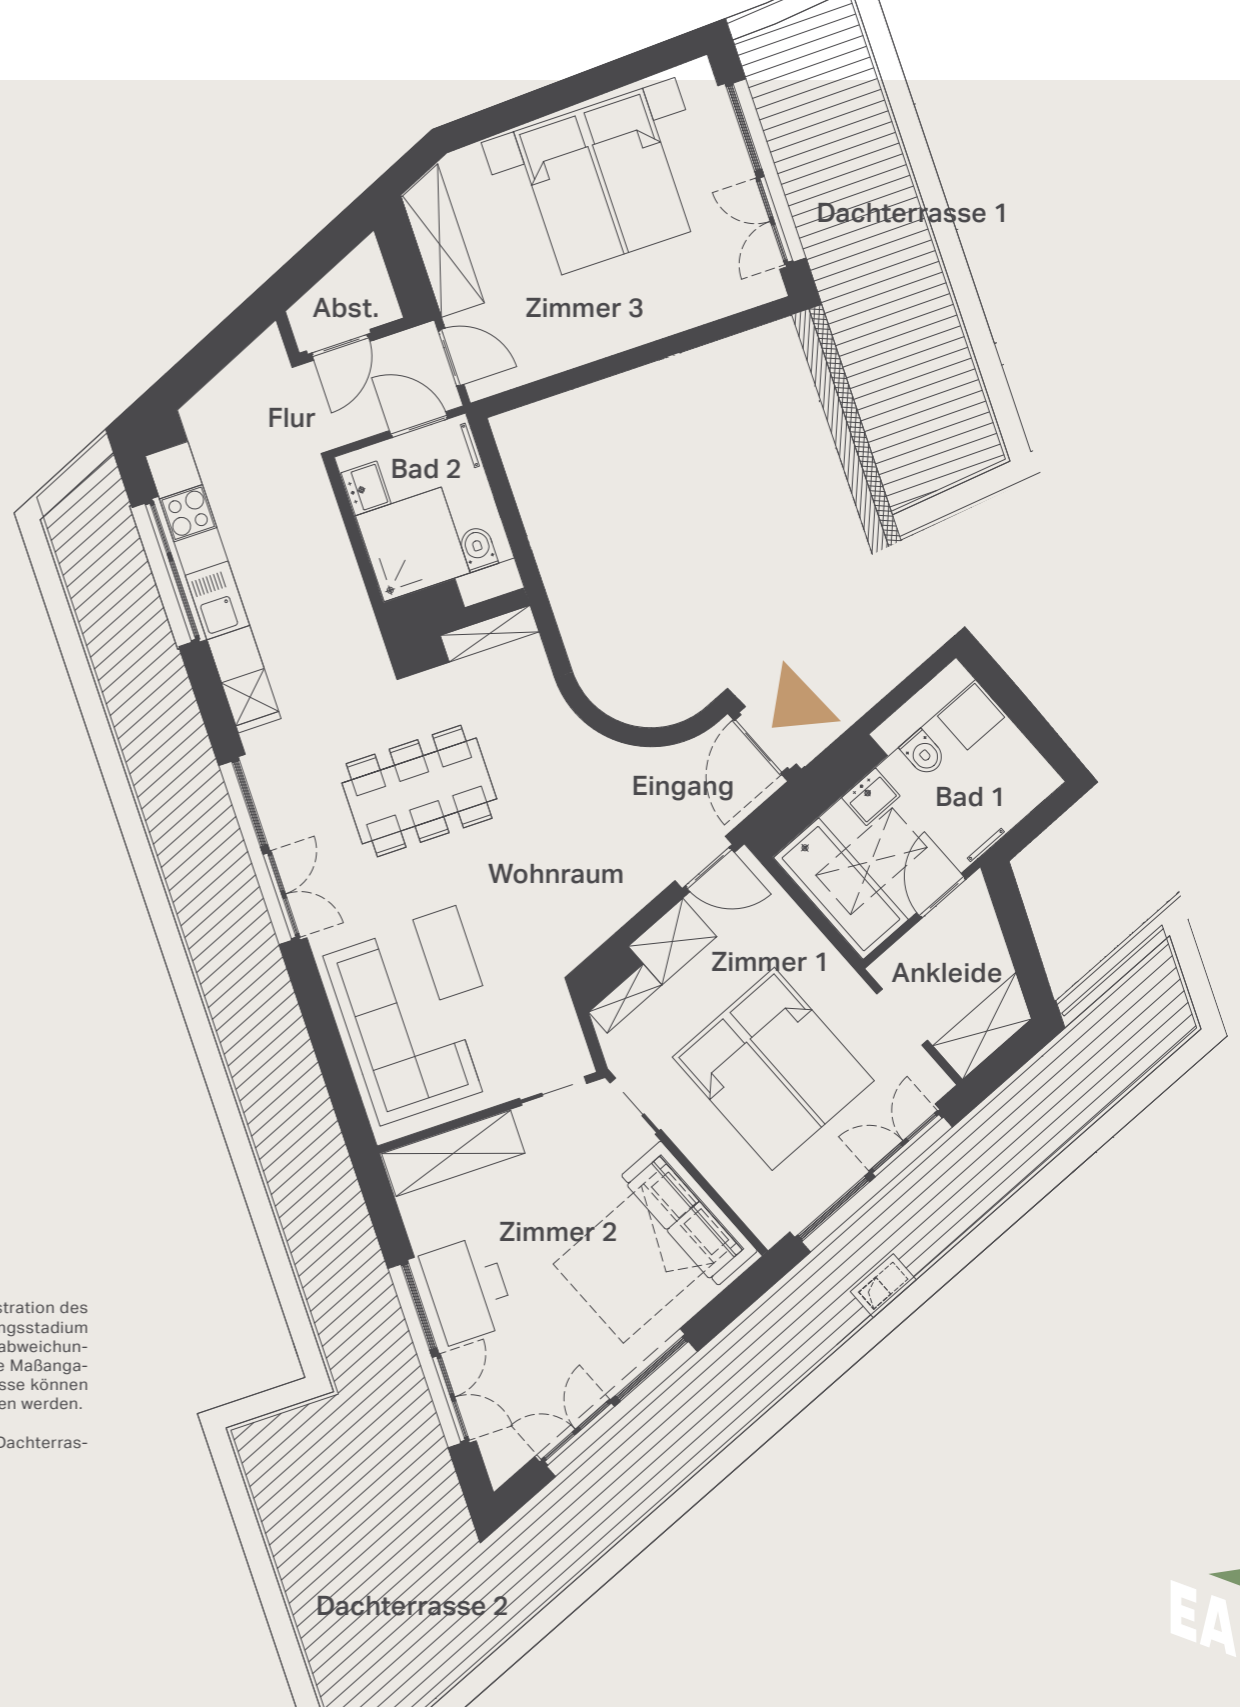 Dachterrasse 1
Abst.
Zimmer 3
Flur
Bad 2
Eingang
Bad 1
Wohnraum
Zimmer 1
Ankleide
Zimmer 2
stration des
ngsstadium
abweichun-
e Maßanga-
sse können
en werden.
Dachterras-
Dachterrasse 2
EA